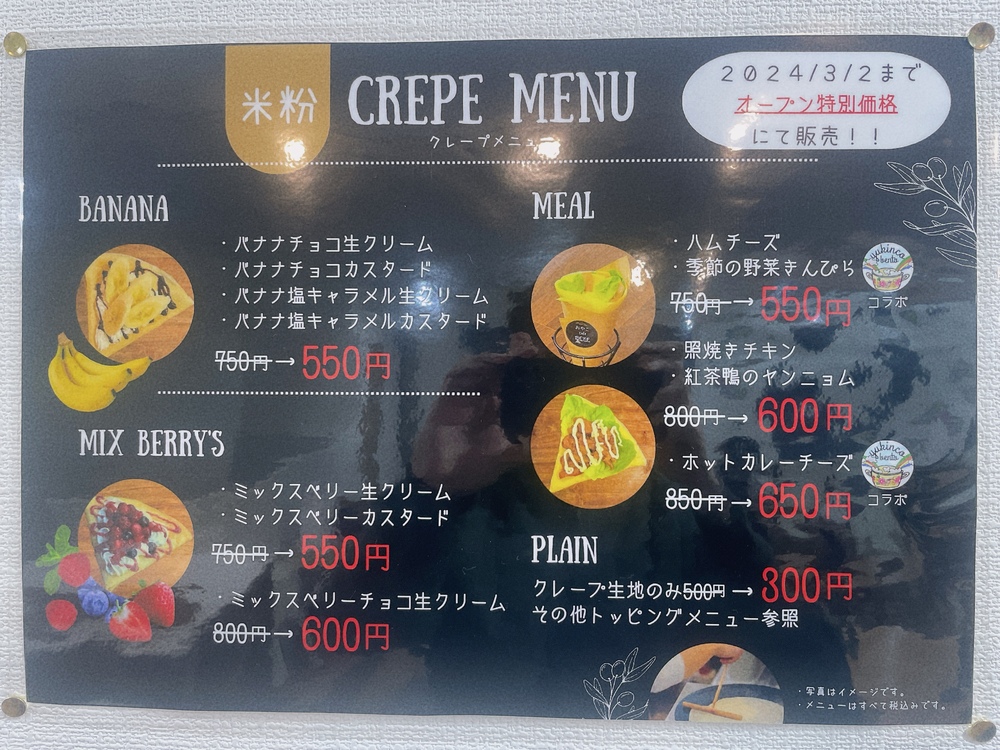 米粉
CREPE MENU
クレープメニュー
2024/3/2まで
オープン特別価格
にて販売！！
BANANA
・バナナチョコ生クリーム
・バナナチョコカスタード
・バナナ塩キャラメル生クリーム
・バナナ塩キャラメルカスタード
750円→550円
MIX BERRY'S
・ミックスベリー生クリーム
・ミックスベリーカスタード
750円→550円
・ミックスベリーチョコ生クリーム
800円→600円
MEAL
・ハムチーズ
・季節の野菜きんぴら
750円→550円
yukinco
bento
コラボ
・照焼きチキン
・紅茶鴨のヤンニョム
800円→600円
・ホットカレーチーズ
850円→650円
yukinco
bento
コラボ
PLAIN
クレープ生地のみ500円→300円
その他トッピングメニュー参照
・写真はイメージです。
・メニューはすべて税込みです。